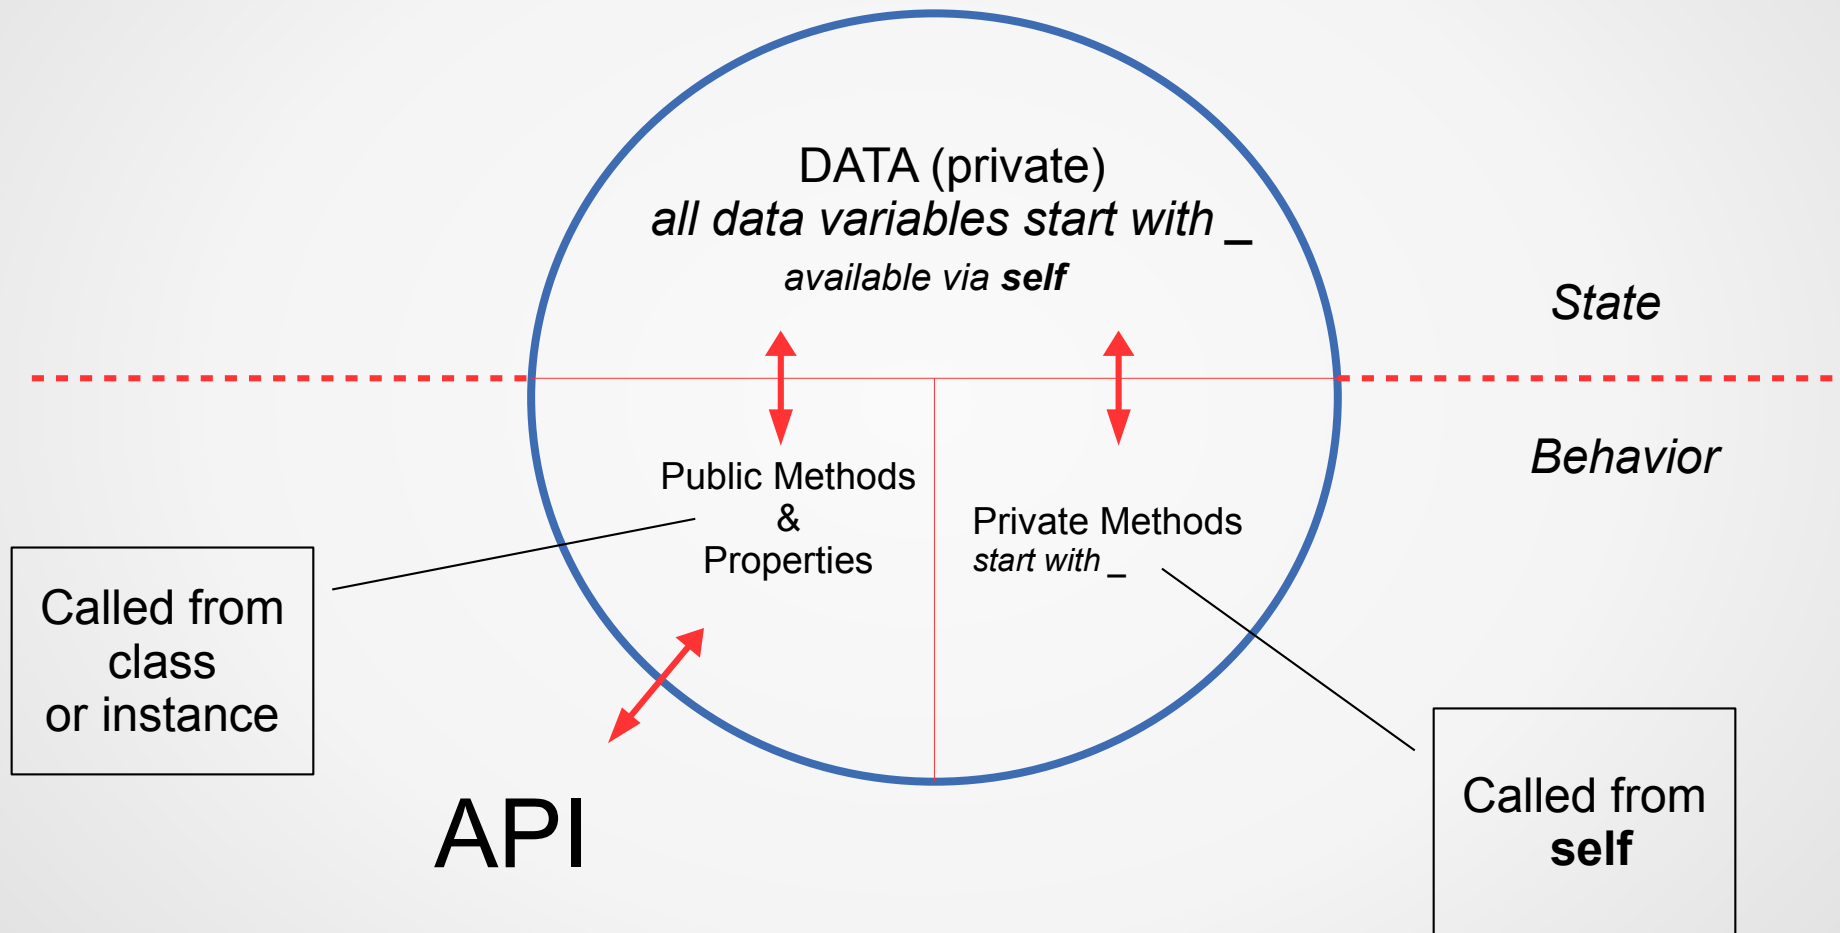 DATA (private)
all data variables start with _
available via self
State
Behavior
Public Methods
&
Properties
Private Methods
start with _
Called from
class
or instance
API
Called from
self